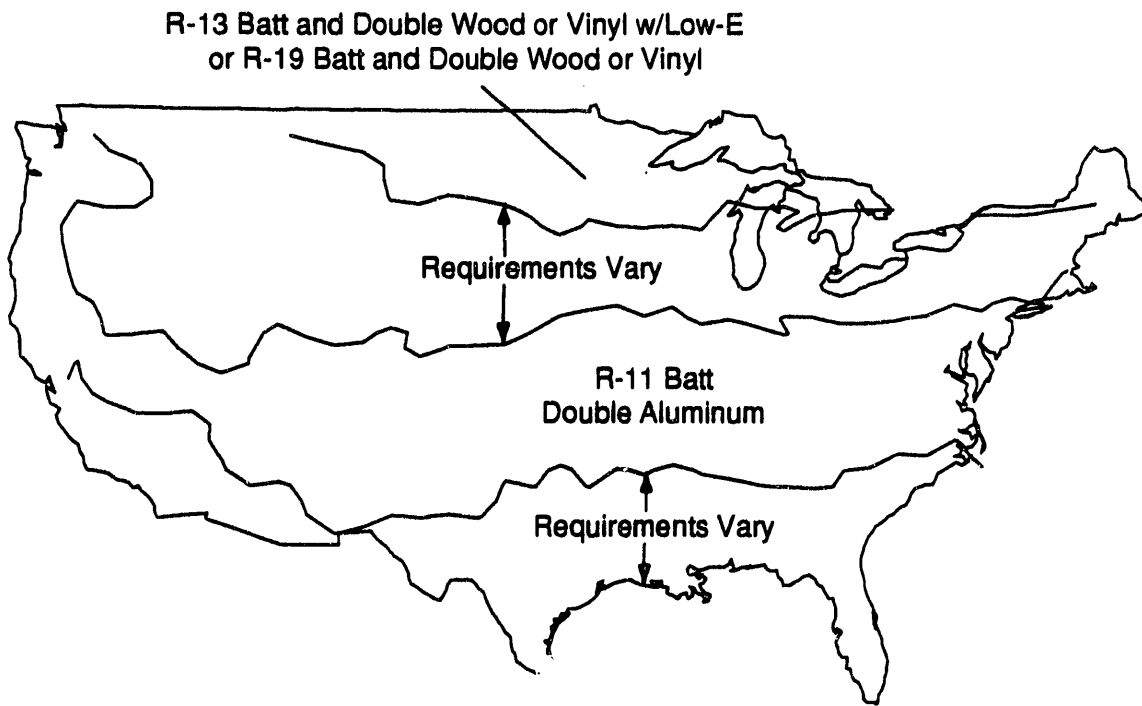 R-13 Batt and Double Wood or Vinyl w/Low-E
or R-19 Batt and Double Wood or Vinyl
Requirements Vary
R-11 Batt
Double Aluminum
Requirements Vary